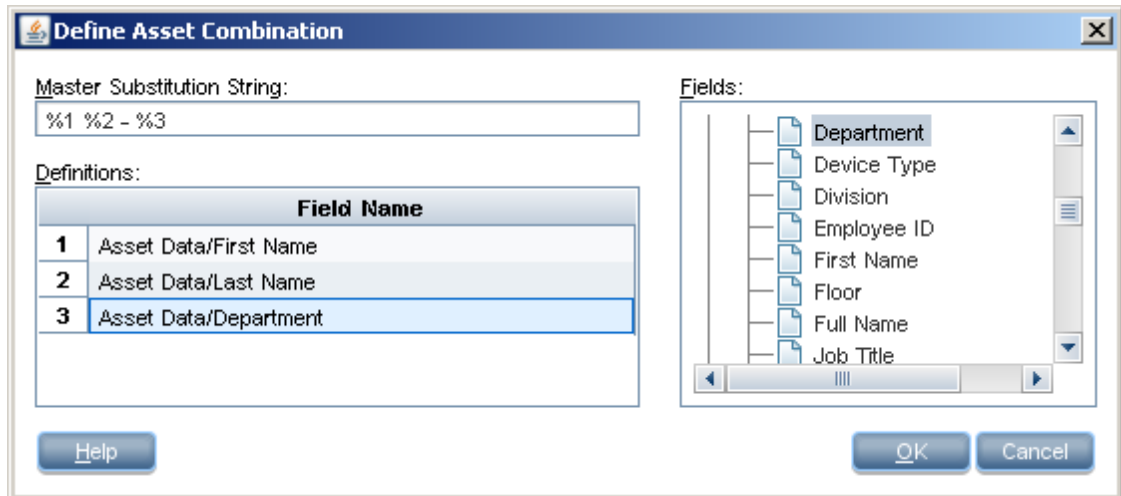 Define Asset Combination
Master Substitution String:
%1 %2 - %3
Definitions:
Field Name
1 Asset Data/First Name
2 Asset Data/Last Name
3 Asset Data/Department
Fields:
Department
Device Type
Division
Employee ID
First Name
Floor
Full Name
Job Title
Help
OK
Cancel